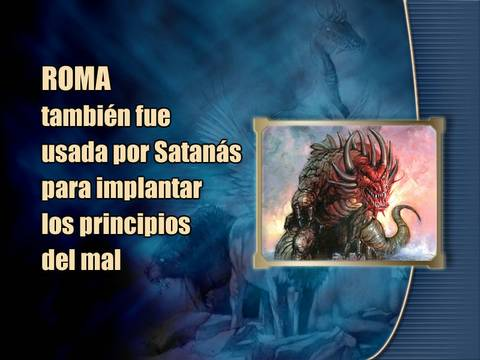 ROMA
también fue
usada por Satanás
para implantar
los principios
del mal